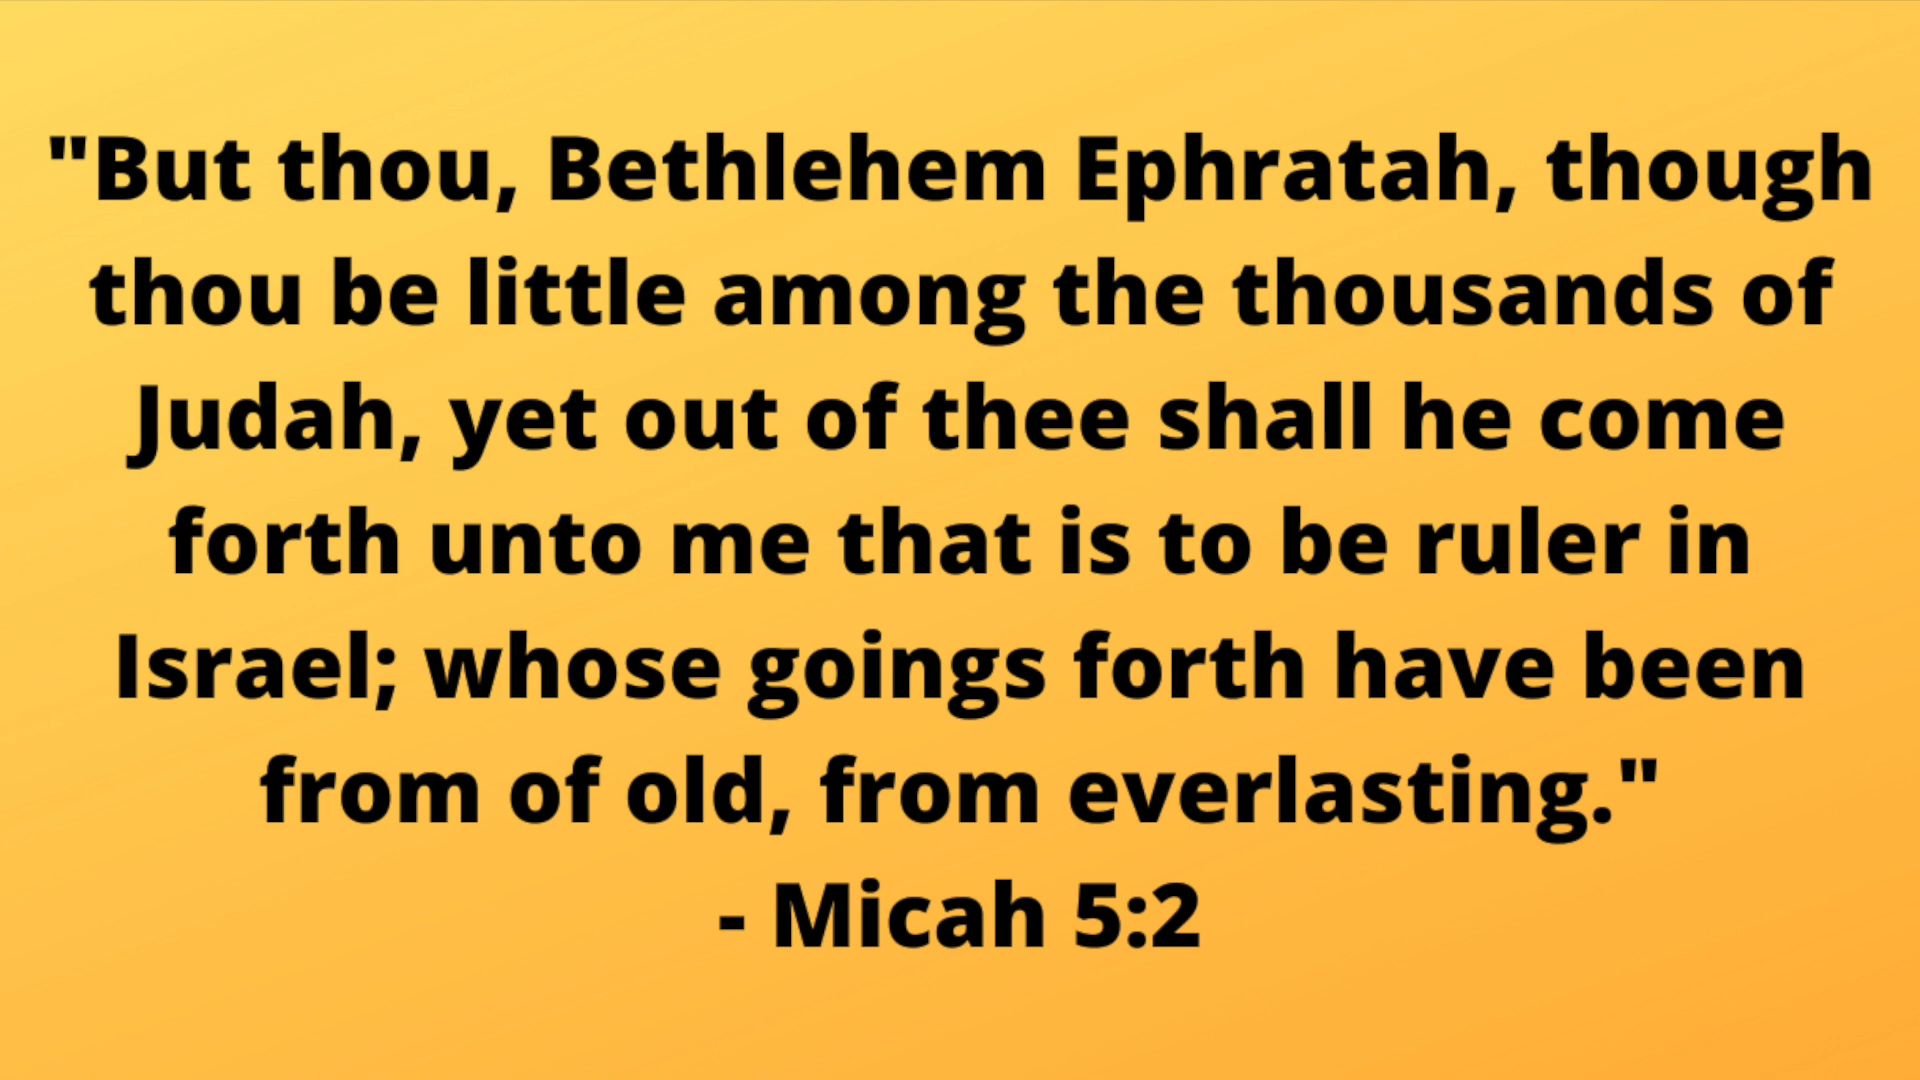 "But thou, Bethlehem Ephratah, though
thou be little among the thousands of
Judah, yet out of thee shall he come
forth unto me that is to be ruler in
Israel; whose goings forth have been
from of old, from everlasting."
- Micah 5:2